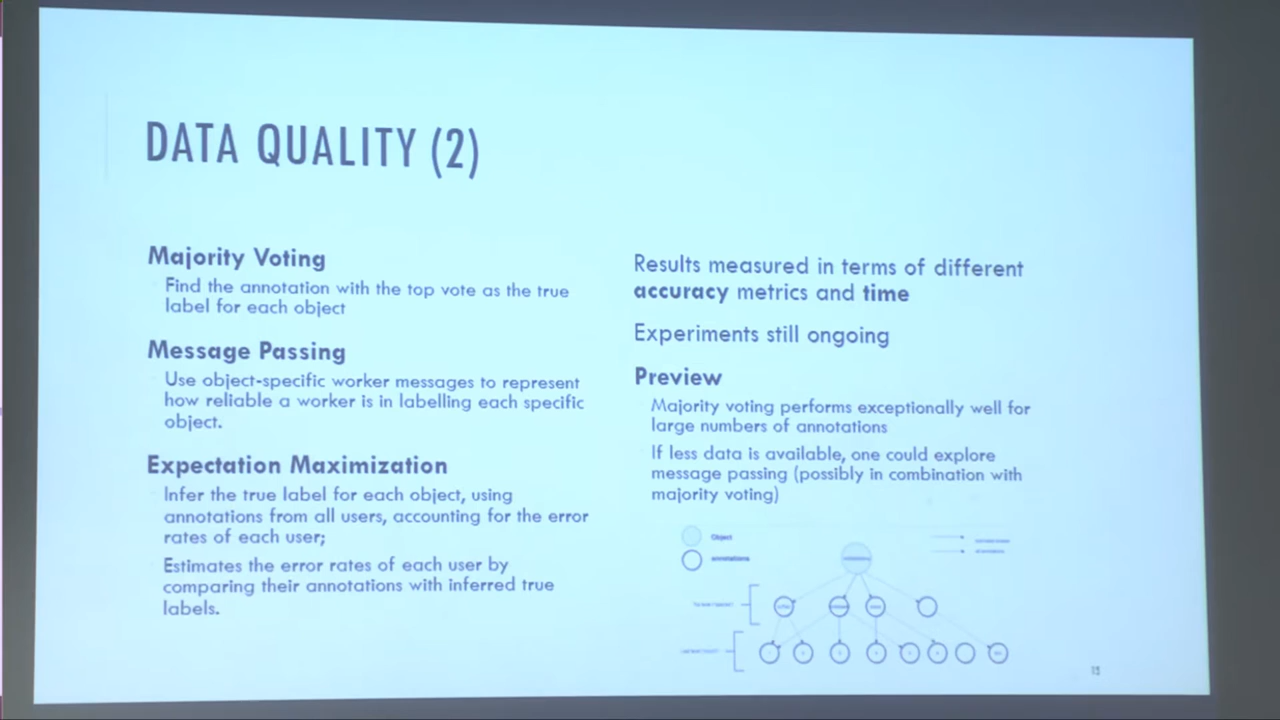 DATA QUALITY (2)
Majority Voting
Find the annotation with the top vote as the true
label for each object
Message Passing
Use object-specific worker messages to represent
how reliable a worker is in labelling each specific
object.
Expectation Maximization
Infer the true label for each object, using
annotations from all users, accounting for the error
rates of each user;
Estimates the error rates of each user by
comparing their annotations with inferred true
labels.
Results measured in terms of different
accuracy metrics and time
Experiments still ongoing
Preview
Majority voting performs exceptionally well for
large numbers of annotations
If less data is available, one could explore
message passing (possibly in combination with
majority voting)
Object
annotations